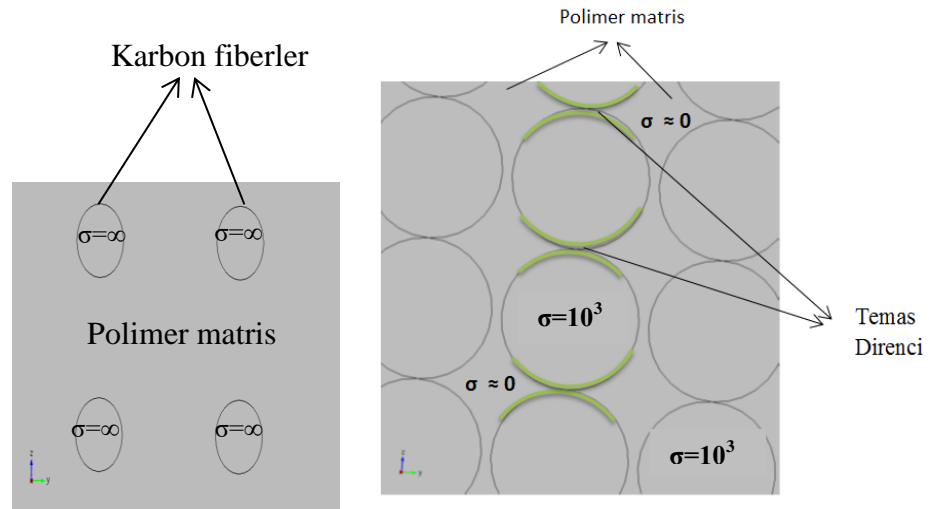 Karbon fiberler
σ=∞
σ=∞
Polimer matris
σ=∞
σ=∞
z
y
Polimer matris
σ ≈ 0
σ=10³
Temas
Direnci
σ ≈ 0
σ=10³
z
y